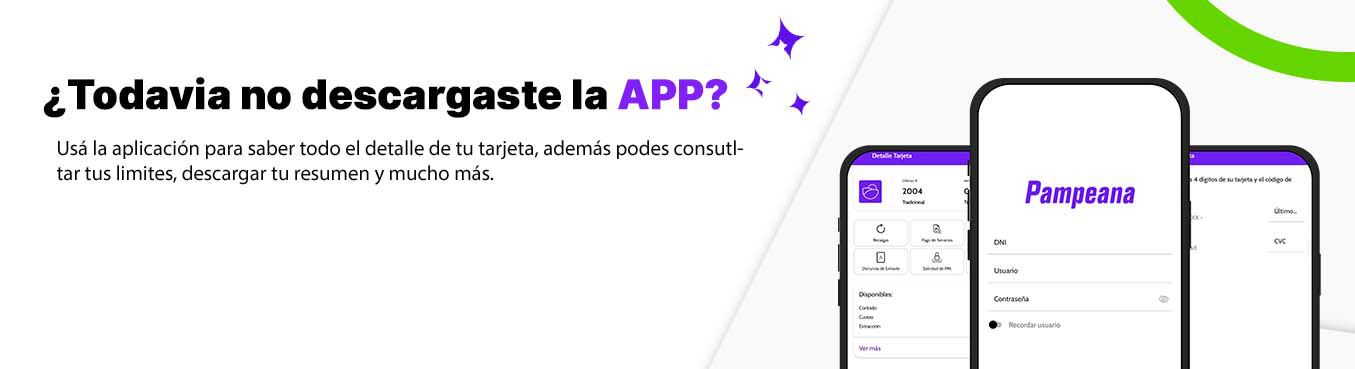 ¿Todavia no descargaste la APP?
Usá la aplicación para saber todo el detalle de tu tarjeta, además podes consutl-
tar tus limites, descargar tu resumen y mucho más.
Detalle Tarjeta
2004
Tradicional
Recargas
Pago de Servicios
Denuncia de Extravío
Solicitud de PIN
Disponibles:
Contado
Cuotas
Extracción
Ver más
Pampeana
DNI
Usuario
Contraseña
Recordar usuario
4 dígitos de su tarjeta y el código de
XX -
Último...
CVC